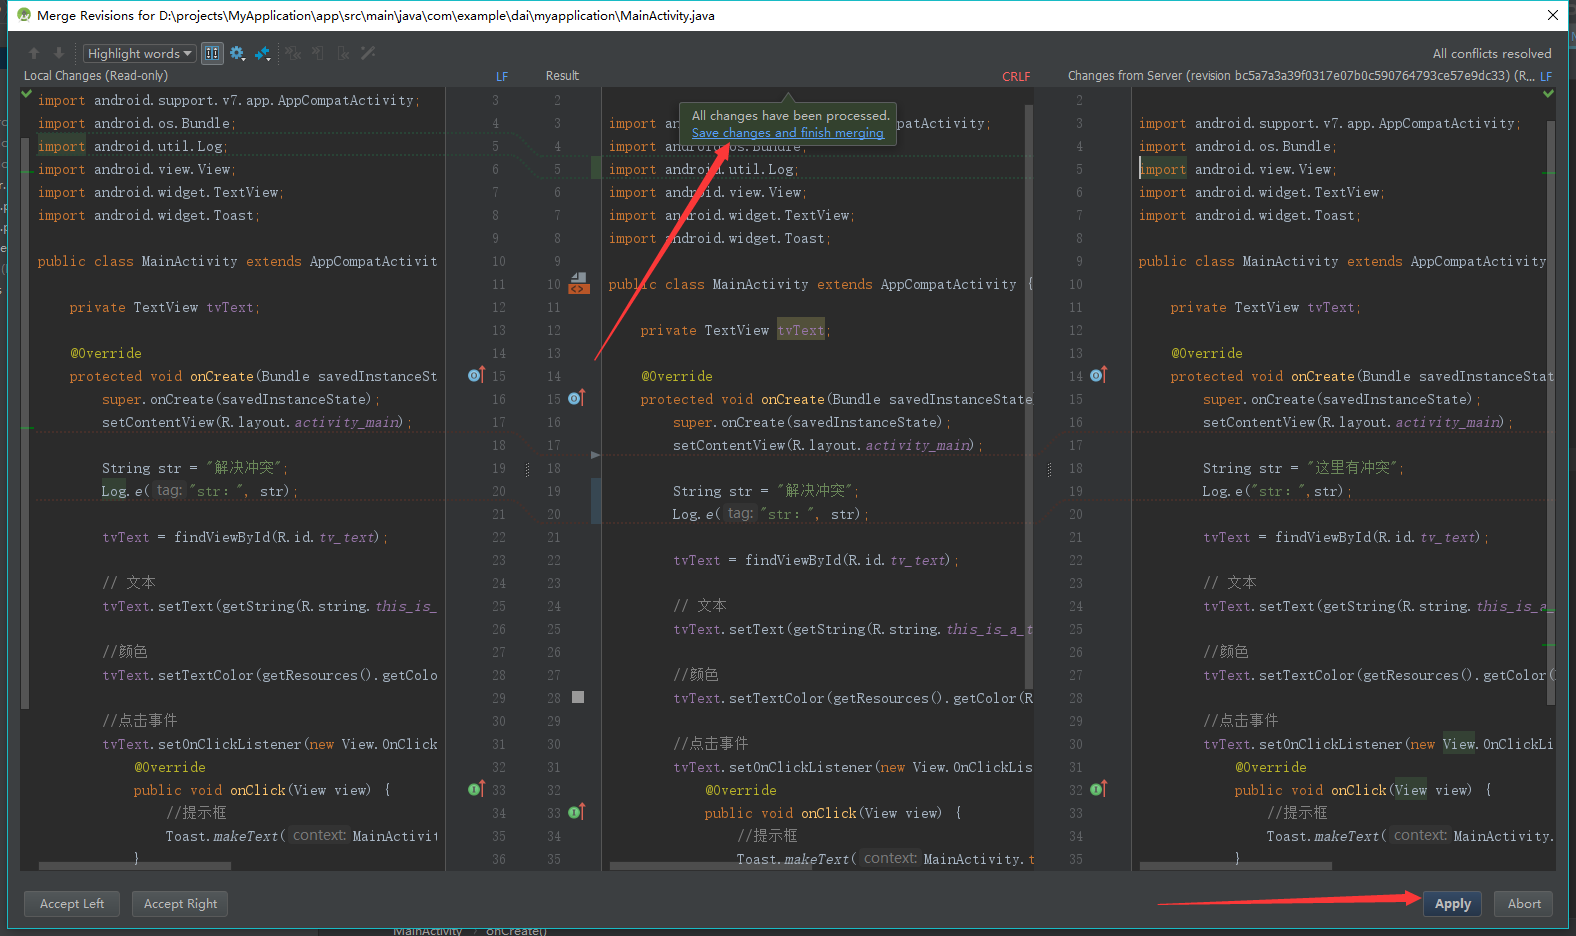 Merge Revisions for D:\projects\MyApplication\app\src\main\java\com\example\dai\myapplication\MainActivity.java
Highlight words
All conflicts resolved
Local Changes (Read-only)
LF
Result
CRLF
Changes from Server (revision bc5a7a3a39f0317e07b0c590764793ce57e9dc33) (R...
LF
import android.support.v7.app.AppCompatActivity;
import android.os.Bundle;
import android.util.Log;
import android.view.View;
import android.widget.TextView;
import android.widget.Toast;
public class MainActivity extends AppCompatActivit
private TextView tvText;
@Override
protected void onCreate(Bundle savedInstanceSt
super.onCreate(savedInstanceState);
setContentView(R.layout.activity_main);
String str = "解决冲突";
Log.e( tag: "str: ", str);
tvText = findViewById(R.id.tv_text);
// 文本
tvText.setText(getString(R.string.this_is_
//颜色
tvText.setTextColor(getResources().getColo
//点击事件
tvText.setOnClickListener(new View.OnClick
@Override
public void onClick(View view) {
//提示框
Toast.makeText( context: MainActivit
}
3
4
5
6
7
8
9
10
11
12
13
14
15
16
17
18
19
20
21
22
23
24
25
26
27
28
29
30
31
32
33
34
35
36
2
3
4
5
6
7
8
9
10
11
12
13
14
15
16
17
18
19
20
21
22
23
24
25
26
27
28
29
30
31
32
33
34
35
All changes have been processed.
Save changes and finish merging
import an patActivity;
import android.os.Bundle;
import android.util.Log;
import android.view.View;
import android.widget.TextView;
import android.widget.Toast;
public class MainActivity extends AppCompatActivity {
private TextView tvText;
@Override
protected void onCreate(Bundle savedInstanceState
super.onCreate(savedInstanceState);
setContentView(R.layout.activity_main);
String str = "解决冲突";
Log.e( tag: "str: ", str);
tvText = findViewById(R.id.tv_text);
// 文本
tvText.setText(getString(R.string.this_is_a_t
//颜色
tvText.setTextColor(getResources().getColor(R
//点击事件
tvText.setOnClickListener(new View.OnClickLis
@Override
public void onClick(View view) {
//提示框
Toast.makeText( context: MainActivity.t
2
3
4
5
6
7
8
9
10
11
12
13
14
15
16
17
18
19
20
21
22
23
24
25
26
27
28
29
30
31
32
33
34
35
import android.support.v7.app.AppCompatActivity;
import android.os.Bundle;
import android.view.View;
import android.widget.TextView;
import android.widget.Toast;
public class MainActivity extends AppCompatActivity
private TextView tvText;
@Override
protected void onCreate(Bundle savedInstanceStat
super.onCreate(savedInstanceState);
setContentView(R.layout.activity_main);
String str = "这里有冲突";
Log.e("str: ",str);
tvText = findViewById(R.id.tv_text);
// 文本
tvText.setText(getString(R.string.this_is_a_
//颜色
tvText.setTextColor(getResources().getColor(
//点击事件
tvText.setOnClickListener(new View.OnClickLi
@Override
public void onClick(View view) {
//提示框
Toast.makeText( context: MainActivity.
}
Accept Left
Accept Right
Apply
Abort
MainActivity
onCreate()